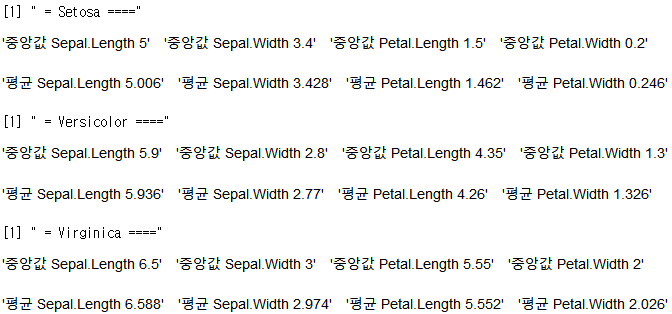 [1] " = Setosa ===="
'중앙값 Sepal.Length 5' '중앙값 Sepal.Width 3.4' '중앙값 Petal.Length 1.5' '중앙값 Petal.Width 0.2'
'평균 Sepal.Length 5.006' '평균 Sepal.Width 3.428' '평균 Petal.Length 1.462' '평균 Petal.Width 0.246'
[1] " = Versicolor ===="
'중앙값 Sepal.Length 5.9' '중앙값 Sepal.Width 2.8' '중앙값 Petal.Length 4.35' '중앙값 Petal.Width 1.3'
'평균 Sepal.Length 5.936' '평균 Sepal.Width 2.77' '평균 Petal.Length 4.26' '평균 Petal.Width 1.326'
[1] " = Virginica ===="
'중앙값 Sepal.Length 6.5' '중앙값 Sepal.Width 3' '중앙값 Petal.Length 5.55' '중앙값 Petal.Width 2'
'평균 Sepal.Length 6.588' '평균 Sepal.Width 2.974' '평균 Petal.Length 5.552' '평균 Petal.Width 2.026'